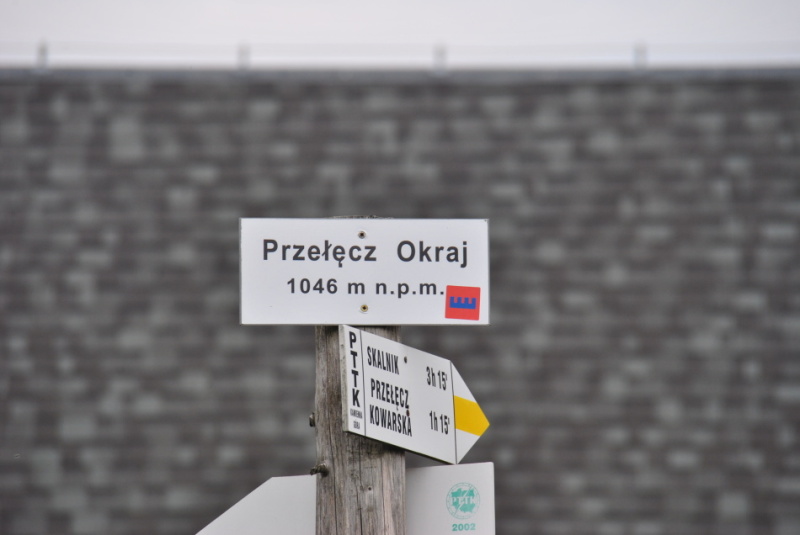 Przełęcz Okraj
1046 m n.p.m.
PTTK
SKALNIK 3h 15'
PRZEŁĘCZ
KOWARSKA 1h 15'
2002